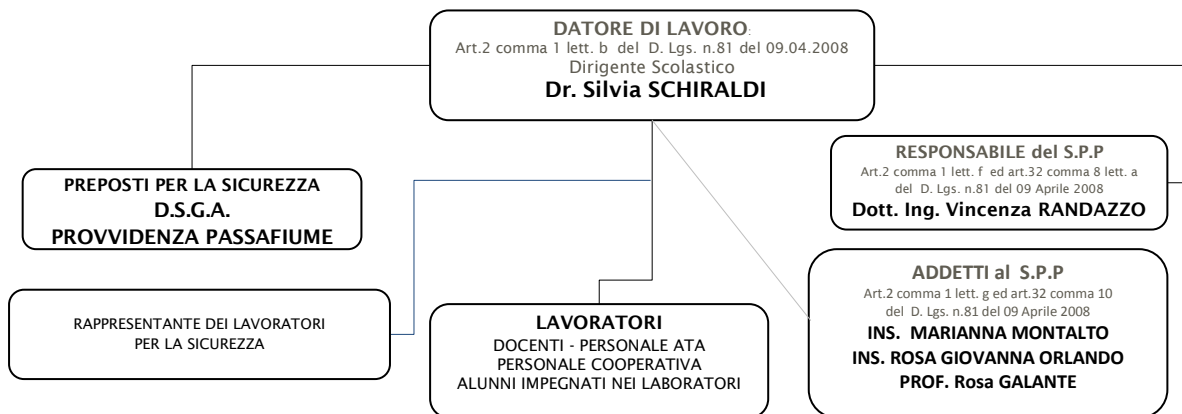 DATORE DI LAVORO:
Art.2 comma 1 lett. b del D. Lgs. n.81 del 09.04.2008
Dirigente Scolastico
Dr. Silvia SCHIRALDI
PREPOSTI PER LA SICUREZZA
D.S.G.A.
PROVVIDENZA PASSAFIUME
RESPONSABILE del S.P.P
Art.2 comma 1 lett. f ed art.32 comma 8 lett. a
del D. Lgs. n.81 del 09 Aprile 2008
Dott. Ing. Vincenza RANDAZZO
RAPPRESENTANTE DEI LAVORATORI
PER LA SICUREZZA
LAVORATORI
DOCENTI - PERSONALE ATA
PERSONALE COOPERATIVA
ALUNNI IMPEGNATI NEI LABORATORI
ADDETTI al S.P.P
Art.2 comma 1 lett. g ed art.32 comma 10
del D. Lgs. n.81 del 09 Aprile 2008
INS. MARIANNA MONTALTO
INS. ROSA GIOVANNA ORLANDO
PROF. Rosa GALANTE